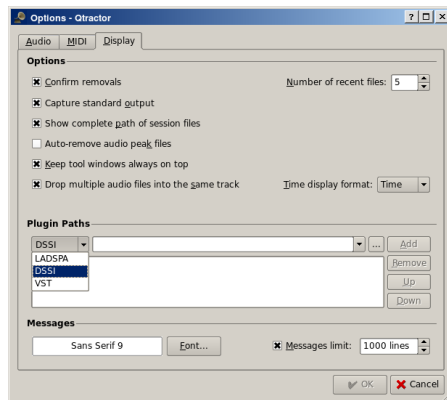 Options - Qtractor
Audio MIDI Display
Options
Confirm removals Number of recent files: 5
Capture standard output
Show complete path of session files
Auto-remove audio peak files
Keep tool windows always on top
Drop multiple audio files into the same track Time display format: Time
Plugin Paths
DSSI ... Add
LADSPA Remove
DSSI Up
VST Down
Messages
Sans Serif 9 Font... Messages limit: 1000 lines
OK Cancel